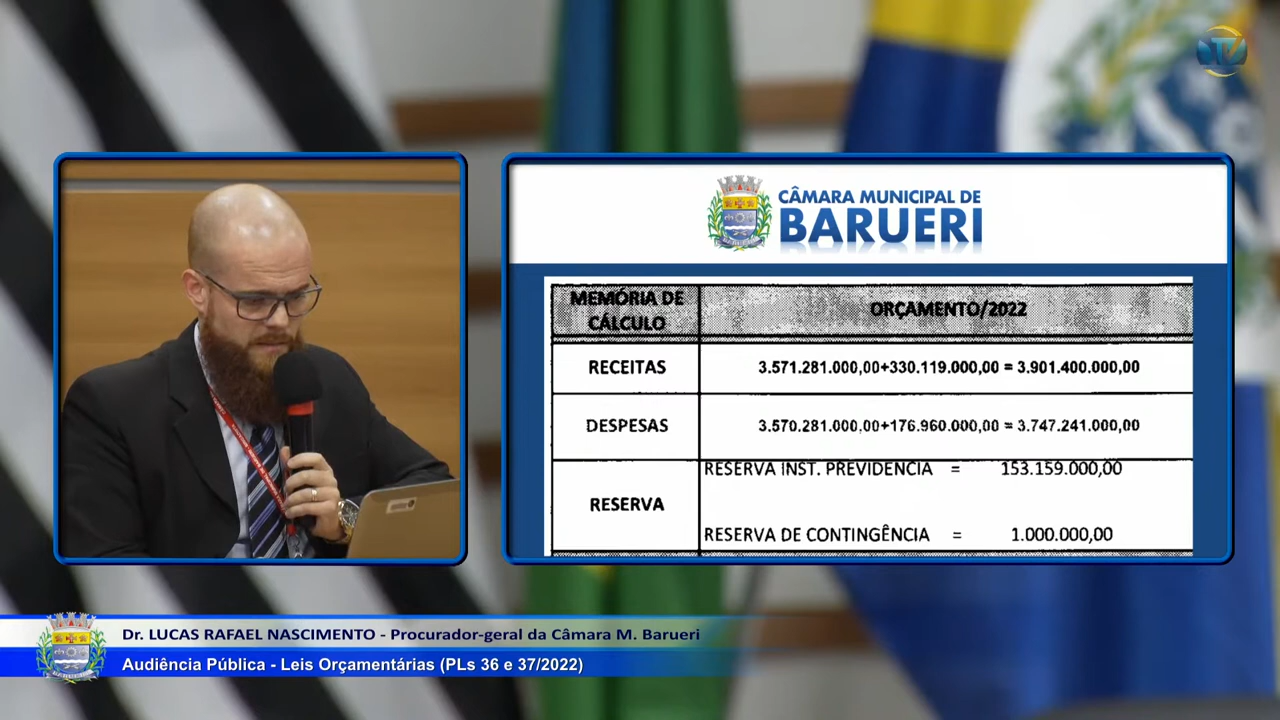 CÂMARA MUNICIPAL DE
BARUERI
MEMÓRIA DE
CÁLCULO
ORÇAMENTO/2022
RECEITAS
3.571.281.000,00+330.119.000,00 = 3.901.400.000,00
DESPESAS
3.570.281.000,00+176.960.000,00 = 3.747.241.000,00
RESERVA
RESERVA INST. PREVIDENCIA = 153.159.000,00
RESERVA DE CONTINGÊNCIA = 1.000.000,00
Dr. LUCAS RAFAEL NASCIMENTO - Procurador-geral da Câmara M. Barueri
Audiência Pública - Leis Orçamentárias (PLs 36 e 37/2022)